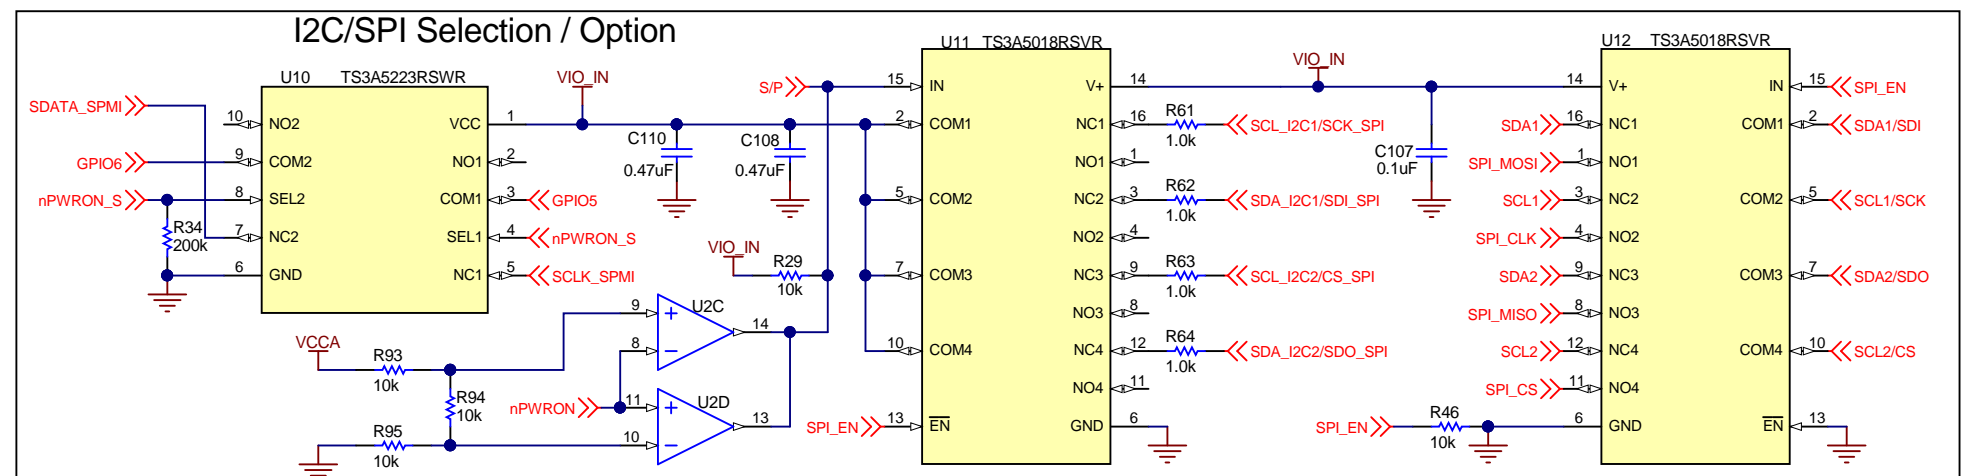 I2C/SPI Selection / Option
U10 TS3A5223RSWR
SDATA_SPMI
GPIO6
nPWRON_S
R34
200k
10 NO2
9 COM2
8 SEL2
7 NC2
6 GND
VCC 1
NO1 2
COM1 3 GPIO5
SEL1 4 nPWRON_S
NC1 5 SCLK_SPMI
VIO_IN
C110
0.47uF
C108
0.47uF
VIO_IN
R29
10k
VCCA
R93
10k
R94
10k
R95
10k
nPWRON
9 + U2C
8 −
14
11 + U2D
10 −
13
U11 TS3A5018RSVR
S/P 15 IN
2 COM1
5 COM2
7 COM3
10 COM4
SPI_EN 13 EN
V+ 14
NC1 16 R61 1.0k SCL_I2C1/SCK_SPI
NO1 1
NC2 3 R62 1.0k SDA_I2C1/SDI_SPI
NO2 4
NC3 9 R63 1.0k SCL_I2C2/CS_SPI
NO3 8
NC4 12 R64 1.0k SDA_I2C2/SDO_SPI
NO4 11
GND 6
VIO_IN
C107
0.1uF
U12 TS3A5018RSVR
14 V+
SDA1 16 NC1
SPI_MOSI 1 NO1
SCL1 3 NC2
SPI_CLK 4 NO2
SDA2 9 NC3
SPI_MISO 8 NO3
SCL2 12 NC4
SPI_CS 11 NO4
SPI_EN R46 10k 6 GND
IN 15 SPI_EN
COM1 2 SDA1/SDI
COM2 5 SCL1/SCK
COM3 7 SDA2/SDO
COM4 10 SCL2/CS
EN 13